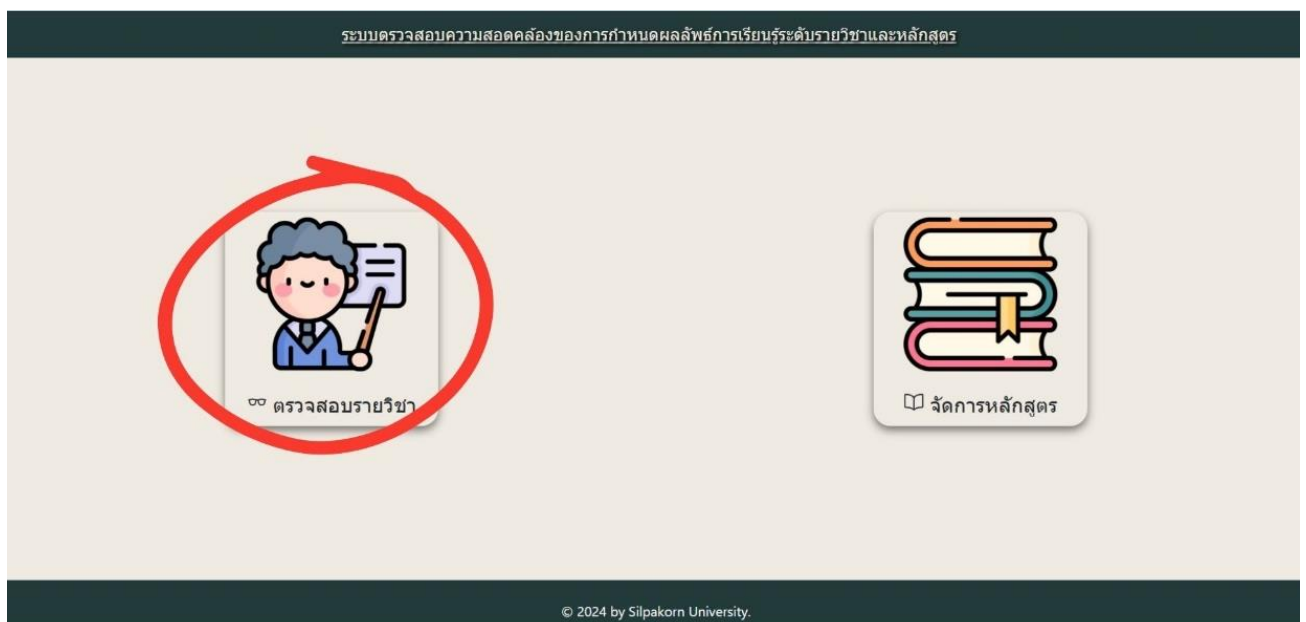 ระบบตรวจสอบความสอดคล้องของการกำหนดผลลัพธ์การเรียนรู้ระดับรายวิชาและหลักสูตร
ตรวจสอบรายวิชา
จัดการหลักสูตร
© 2024 by Silpakorn University.